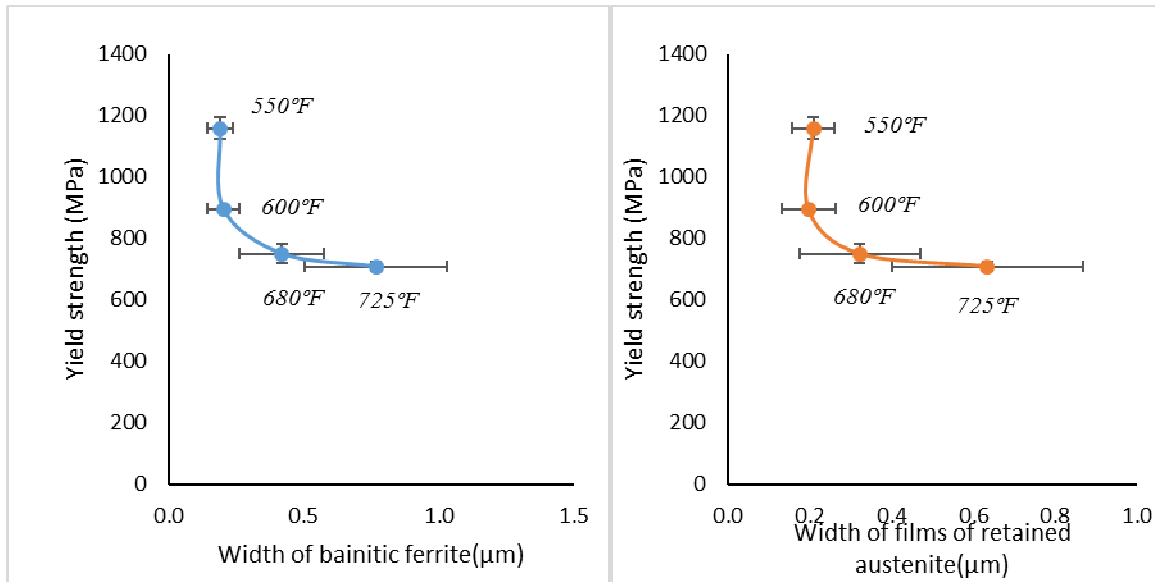 1400
1200
1000
800
600
400
200
0
Yield strength (MPa)
550°F
600°F
680°F
725°F
0.0 0.5 1.0 1.5
Width of bainitic ferrite(µm)
1400
1200
1000
800
600
400
200
0
Yield strength (MPa)
550°F
600°F
680°F
725°F
0.0 0.2 0.4 0.6 0.8 1.0
Width of films of retained
austenite(µm)